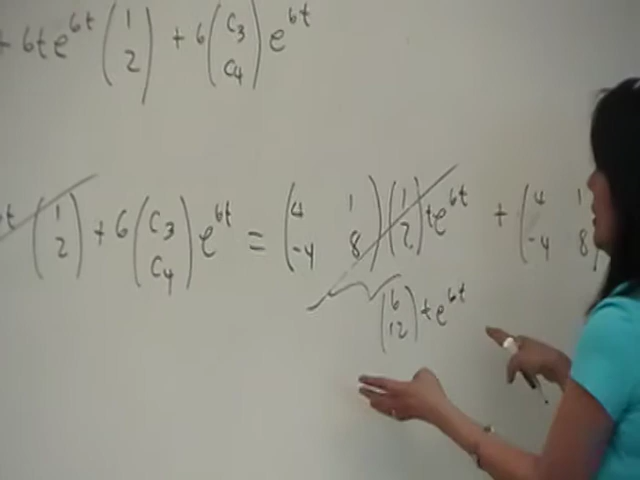 + 6te^{6t} (1 2) + 6 (c₃ c₄) e^{6t}
t (1 2) + 6 (c₃ c₄) e^{6t} = (4 1 -4 8) (1 2) te^{6t} + (4 1 -4 8)
(6 12) te^{6t}